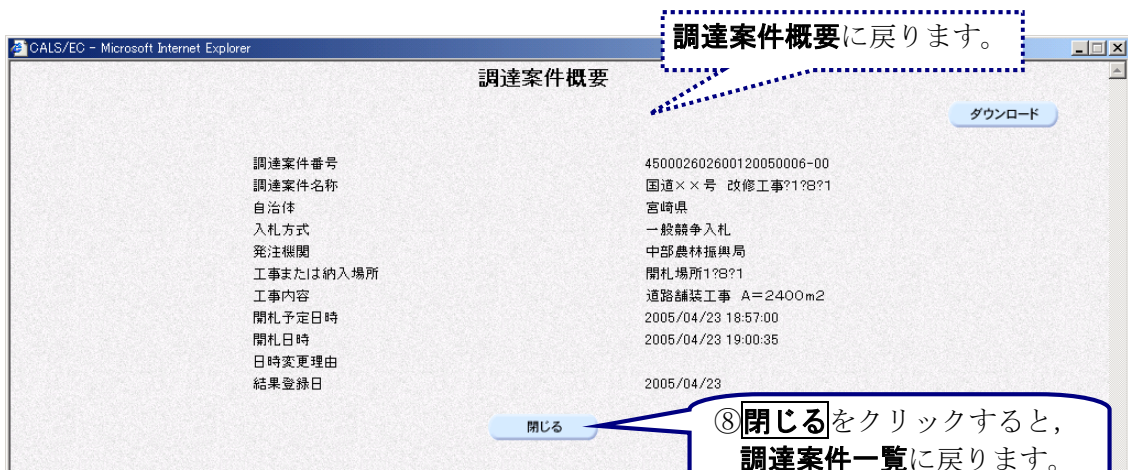 調達案件概要に戻ります。
CALS/EC - Microsoft Internet Explorer
調達案件概要
ダウンロード
調達案件番号 450002602600120050006-00
調達案件名称 国道××号 改修工事?1?8?1
自治体 宮崎県
入札方式 一般競争入札
発注機関 中部農林振興局
工事または納入場所 開札場所1?8?1
工事内容 道路舗装工事 A=2400m2
開札予定日時 2005/04/23 18:57:00
開札日時 2005/04/23 19:00:35
日時変更理由
結果登録日 2005/04/23
閉じる
⑧閉じるをクリックすると，
調達案件一覧に戻ります。